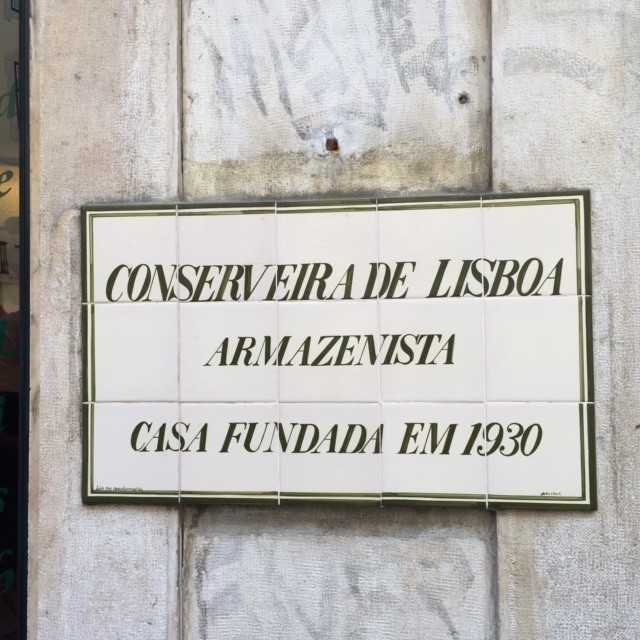 CONSERVEIRA DE LISBOA
ARMAZENISTA
CASA FUNDADA EM 1930